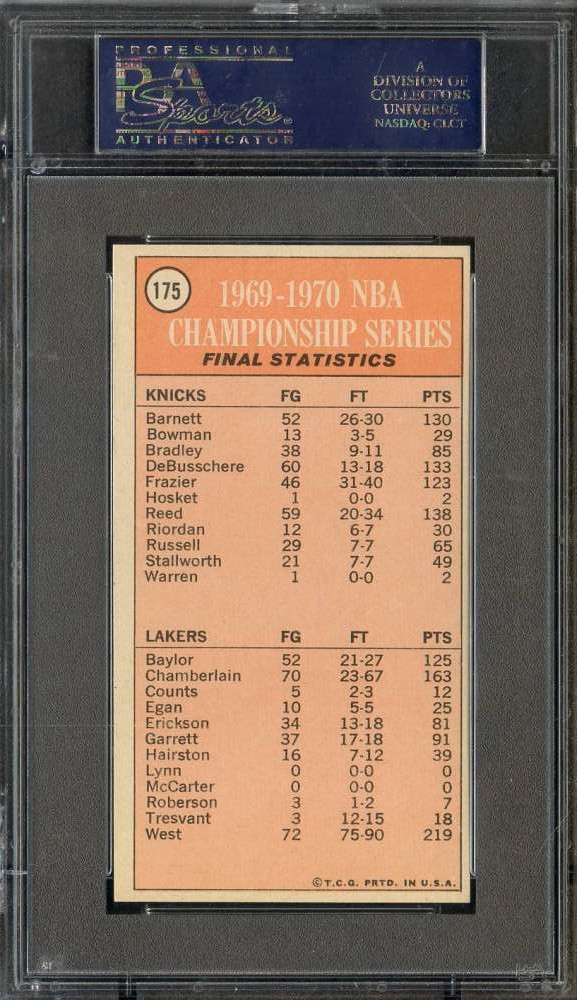 PROFESSIONAL
PSA
Sports
AUTHENTICATOR
A
DIVISION OF
COLLECTORS
UNIVERSE
NASDAQ: CLCT
175
1969-1970 NBA
CHAMPIONSHIP SERIES
FINAL STATISTICS
KNICKS FG FT PTS
Barnett 52 26-30 130
Bowman 13 3-5 29
Bradley 38 9-11 85
DeBusschere 60 13-18 133
Frazier 46 31-40 123
Hosket 1 0-0 2
Reed 59 20-34 138
Riordan 12 6-7 30
Russell 29 7-7 65
Stallworth 21 7-7 49
Warren 1 0-0 2
LAKERS FG FT PTS
Baylor 52 21-27 125
Chamberlain 70 23-67 163
Counts 5 2-3 12
Egan 10 5-5 25
Erickson 34 13-18 81
Garrett 37 17-18 91
Hairston 16 7-12 39
Lynn 0 0-0 0
McCarter 0 0-0 0
Roberson 3 1-2 7
Tresvant 3 12-15 18
West 72 75-90 219
©T.C.G. PRTD. IN U.S.A.